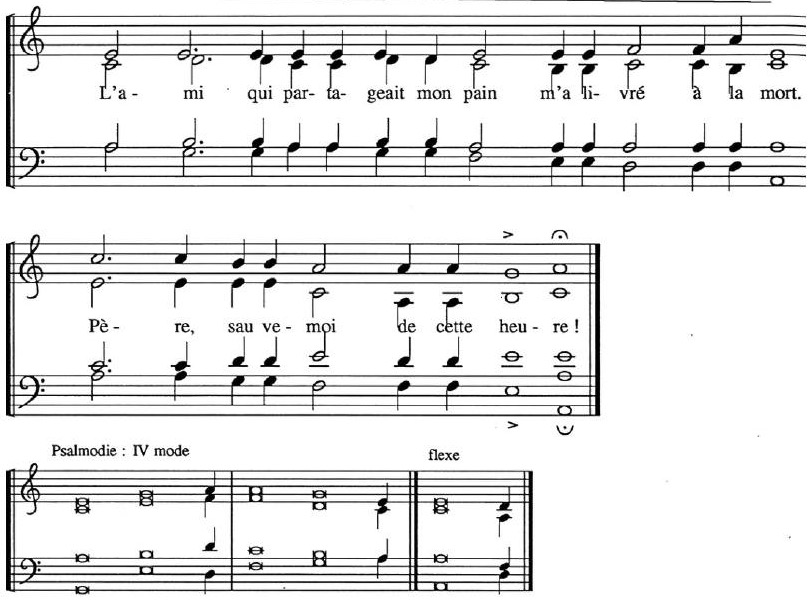 L'a - mi qui par- ta- geait mon pain m'a li- vré à la mort.
Pè - re, sau ve - moi de cette heu - re !
Psalmodie : IV mode flexe